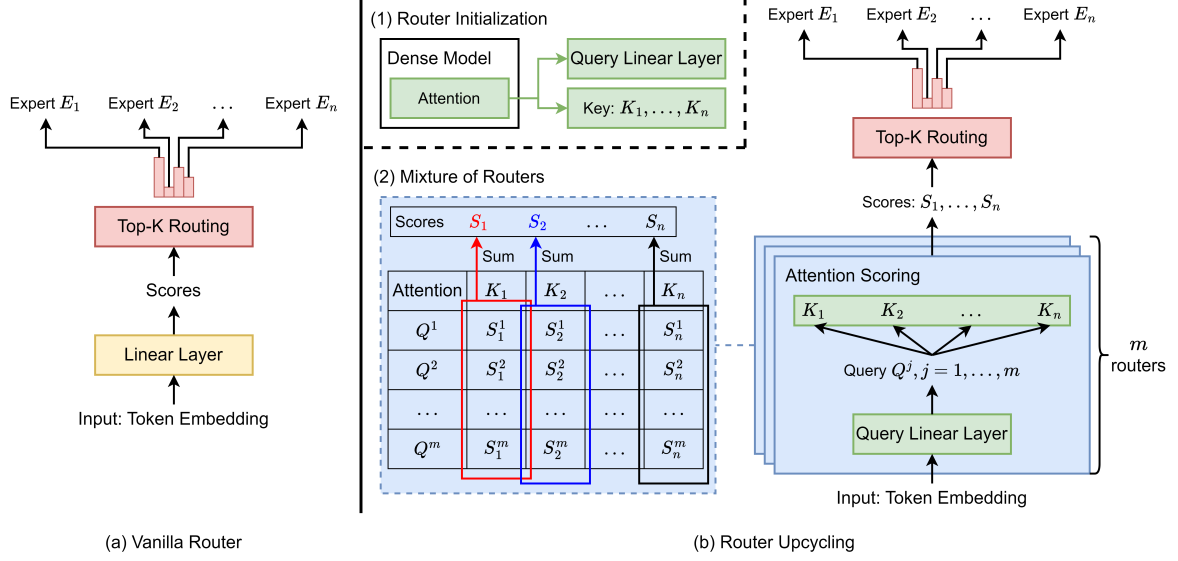 Expert E₁ Expert E₂ ... Expert Eₙ
Top-K Routing
Scores
Linear Layer
Input: Token Embedding
(a) Vanilla Router
(1) Router Initialization
Dense Model
Attention
Query Linear Layer
Key: K₁, ..., Kₙ
(2) Mixture of Routers
Scores S₁ S₂ ... Sₙ
Sum Sum Sum
Attention K₁ K₂ ... Kₙ
Q¹ S₁¹ S₂¹ ... Sₙ¹
Q² S₁² S₂² ... Sₙ²
... ... ... ... ...
Qᵐ S₁ᵐ S₂ᵐ ... Sₙᵐ
Expert E₁ Expert E₂ ... Expert Eₙ
Top-K Routing
Scores: S₁, ..., Sₙ
Attention Scoring
K₁ K₂ ... Kₙ
Query Qʲ, j = 1, ..., m
Query Linear Layer
Input: Token Embedding
m
routers
(b) Router Upcycling